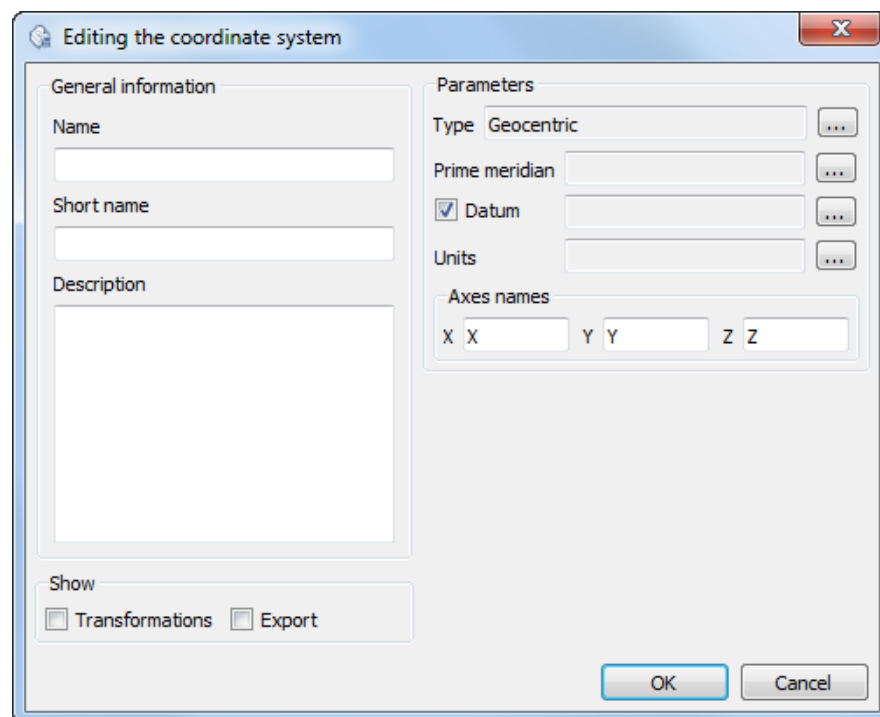 Editing the coordinate system
General information
Name
Short name
Description
Show
Transformations Export
Parameters
Type Geocentric ...
Prime meridian ...
Datum ...
Units ...
Axes names
X X Y Y Z Z
OK Cancel